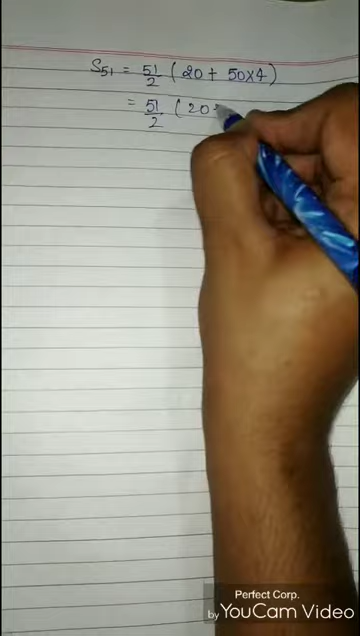 S₅₁ = 51/2 ( 20 + 50×4 )
= 51/2 ( 20
Perfect Corp.
by YouCam Video